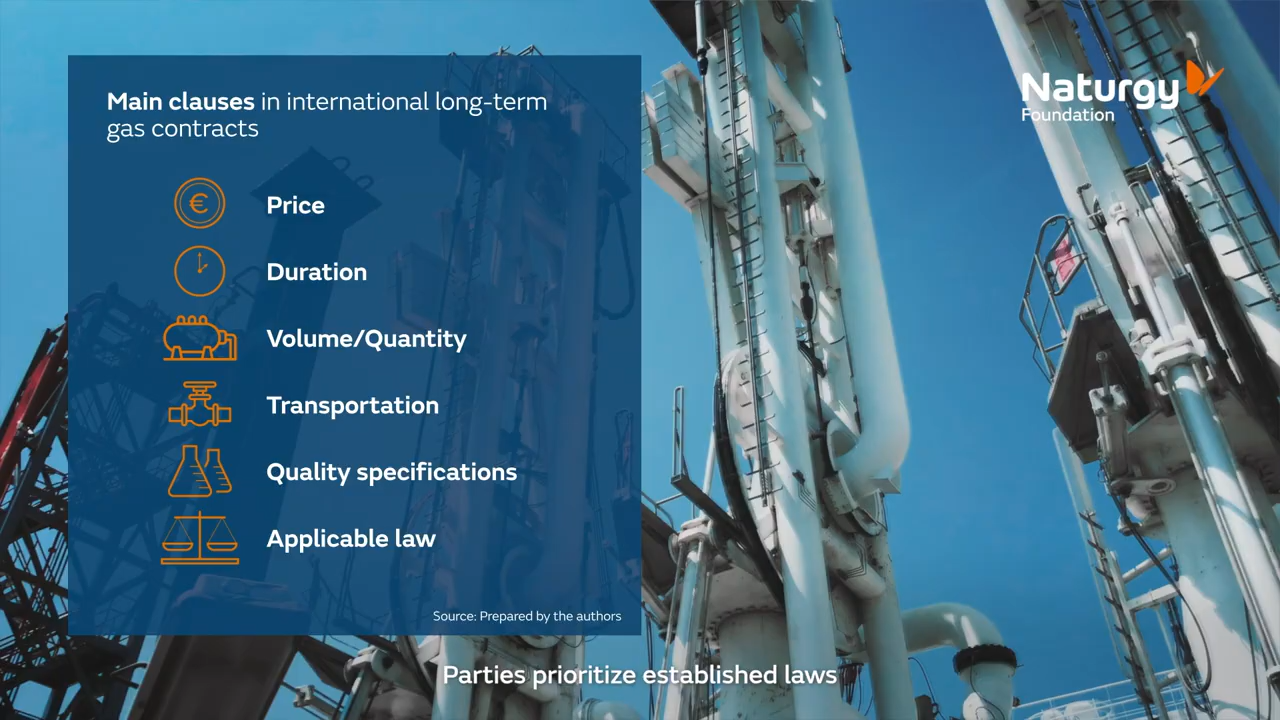 Main clauses in international long-term
gas contracts
€
Price
Duration
Volume/Quantity
Transportation
Quality specifications
Applicable law
Source: Prepared by the authors
Naturgy
Foundation
Parties prioritize established laws